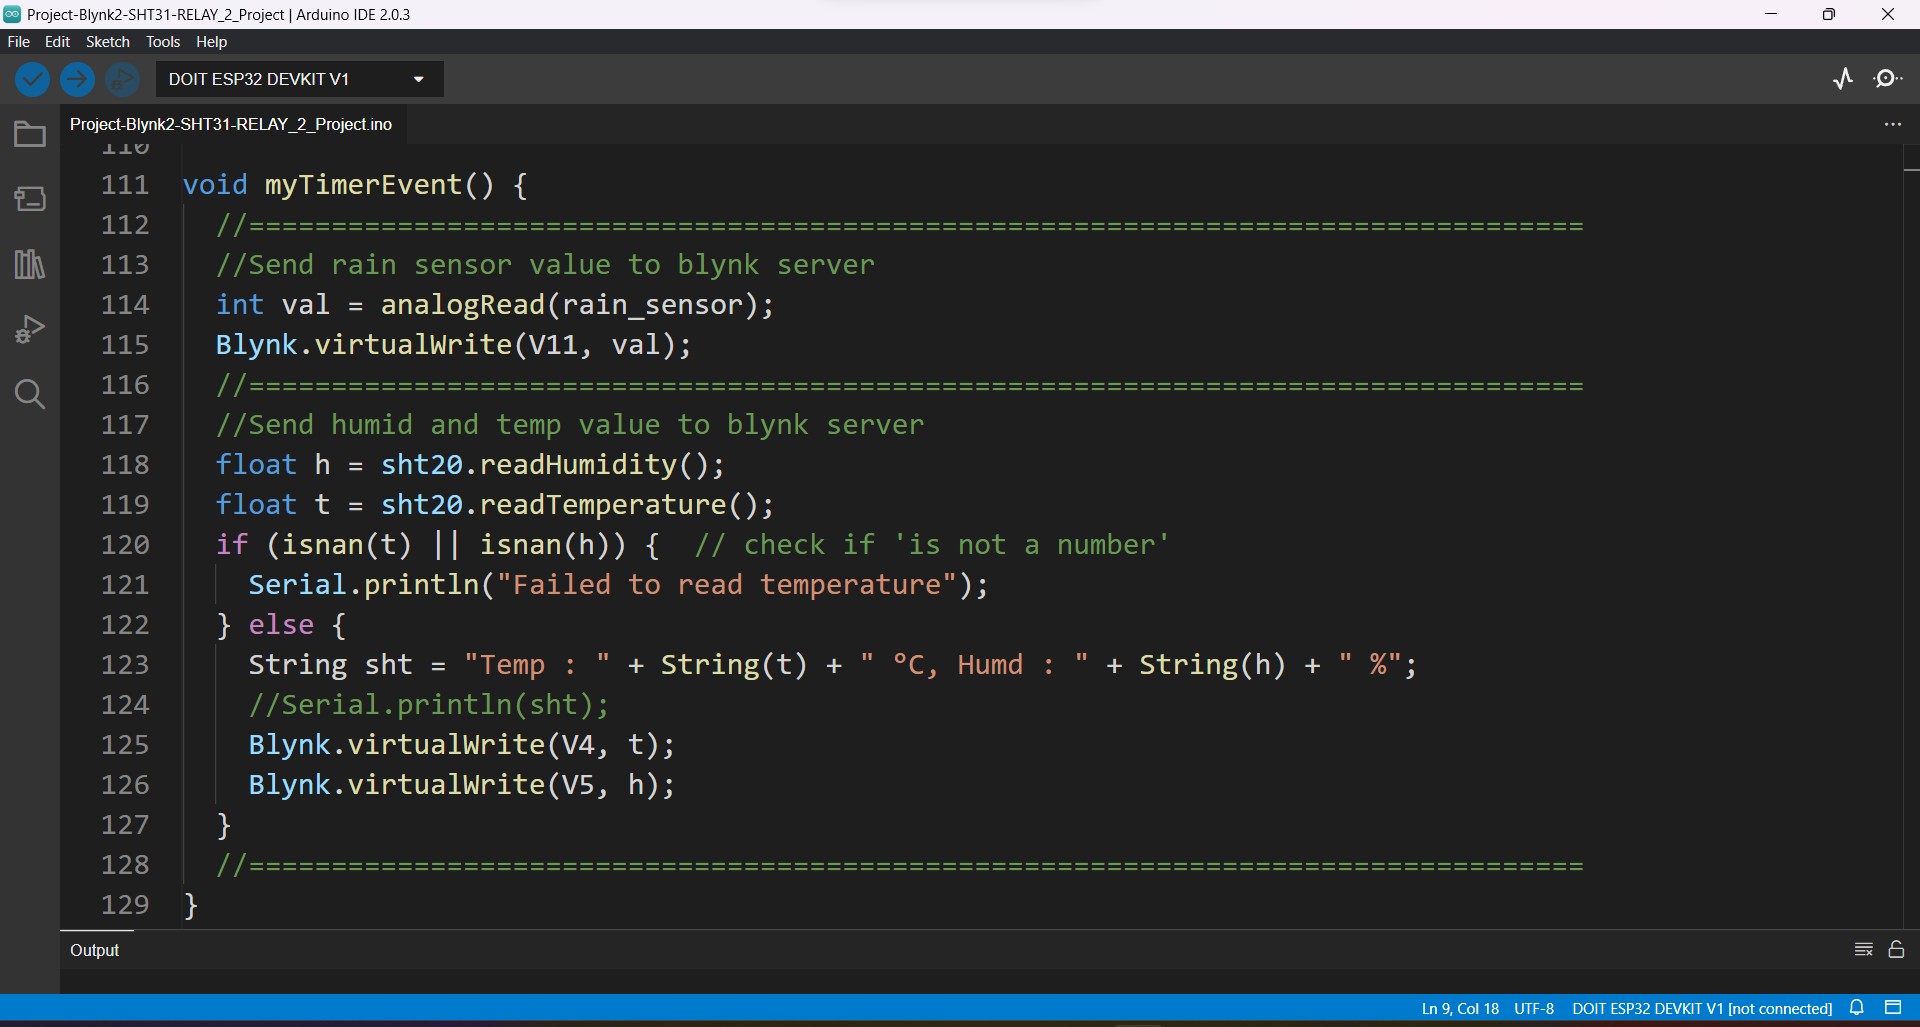 Project-Blynk2-SHT31-RELAY_2_Project | Arduino IDE 2.0.3
File Edit Sketch Tools Help
DOIT ESP32 DEVKIT V1
Project-Blynk2-SHT31-RELAY_2_Project.ino
110
111 void myTimerEvent() {
112 //=================================================================================
113 //Send rain sensor value to blynk server
114 int val = analogRead(rain_sensor);
115 Blynk.virtualWrite(V11, val);
116 //=================================================================================
117 //Send humid and temp value to blynk server
118 float h = sht20.readHumidity();
119 float t = sht20.readTemperature();
120 if (isnan(t) || isnan(h)) {  // check if 'is not a number'
121 Serial.println("Failed to read temperature");
122 } else {
123 String sht = "Temp : " + String(t) + " ºC, Humd : " + String(h) + " %";
124 //Serial.println(sht);
125 Blynk.virtualWrite(V4, t);
126 Blynk.virtualWrite(V5, h);
127 }
128 //=================================================================================
129 }
Output
Ln 9, Col 18 UTF-8 DOIT ESP32 DEVKIT V1 [not connected]